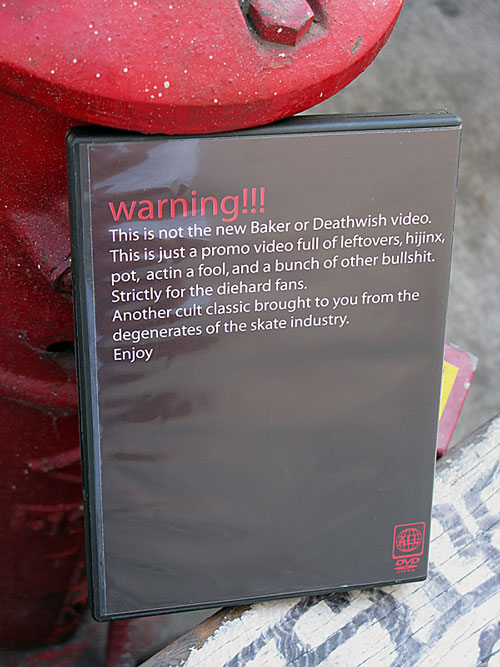 warning!!!
This is not the new Baker or Deathwish video.
This is just a promo video full of leftovers, hijinx,
pot, actin a fool, and a bunch of other bullshit.
Strictly for the diehard fans.
Another cult classic brought to you from the
degenerates of the skate industry.
Enjoy
ALL
DVD
VIDEO